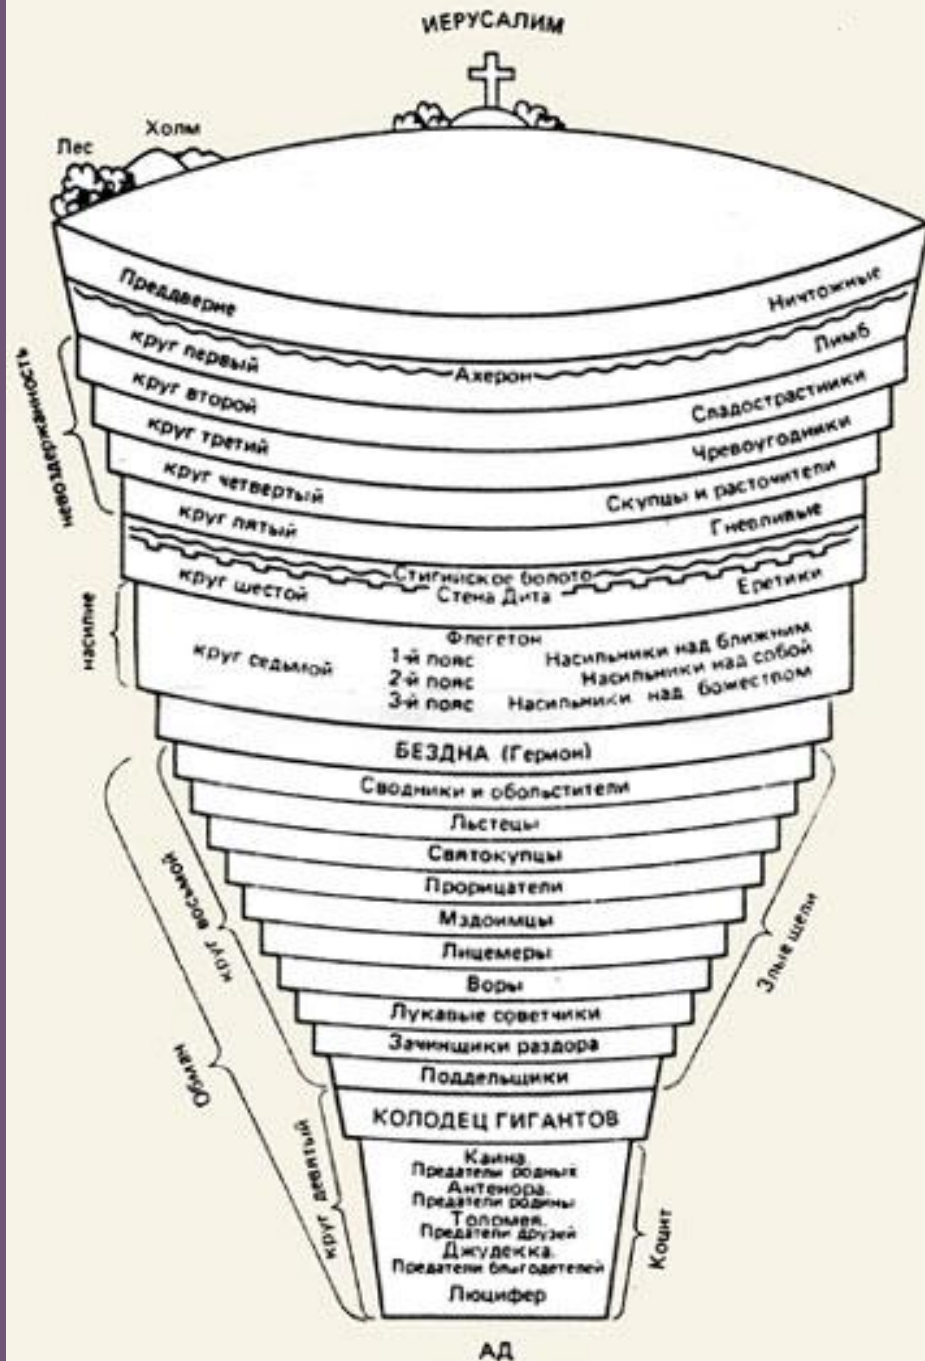 ИЕРУСАЛИМ
Холм
Лес
Преддверие
Ничтожные
круг первый
Ахерон
Лимб
круг второй
Сладострастники
круг третий
Чревоугодники
круг четвертый
Скупцы и расточители
круг пятый
Гневливые
невоздержанность
Стигийское болото
Стена Дита
круг шестой
Еретики
насилие
Флегетон
круг седьмой
1-й пояс Насильники над ближним
2-й пояс Насильники над собой
3-й пояс Насильники над божеством
БЕЗДНА (Герион)
Сводники и обольстители
Льстецы
Святокупцы
Прорицатели
Мздоимцы
Лицемеры
Воры
Лукавые советчики
Зачинщики раздора
Поддельщики
круг восьмой
Злые щели
Обман
КОЛОДЕЦ ГИГАНТОВ
круг девятый
Каина.
Предатели родных
Антенора.
Предатели родины
Толомея.
Предатели друзей
Джудекка.
Предатели благодетелей
Люцифер
Коцит
АД